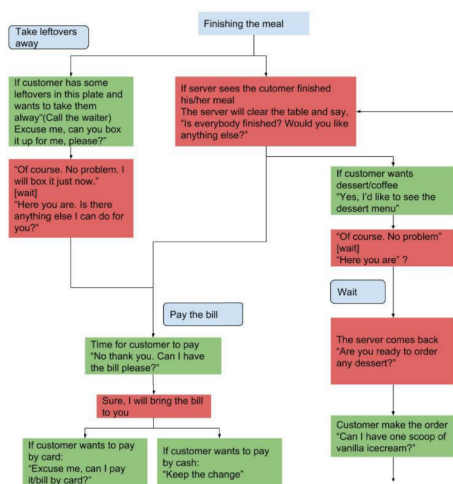 Finishing the meal
Take leftovers
away
If customer has some
leftovers in this plate and
wants to take them
alway“(Call the waiter)
Excuse me, can you box
it up for me, please?”
If server sees the cutomer finished
his/her meal
The server will clear the table and say,
“Is everybody finished? Would you like
anything else?”
“Of course. No problem. I
will box it just now.”
[wait]
“Here you are. Is there
anything else I can do for
you?”
If customer wants
dessert/coffee
“Yes, I’d like to see the
dessert menu”
“Of course. No problem”
[wait]
“Here you are” ?
Wait
Pay the bill
Time for customer to pay
“No thank you. Can I have
the bill please?”
The server comes back
“Are you ready to order
any dessert?”
Sure, I will bring the bill
to you
If customer wants to pay
by card:
“Excuse me, can I pay
it/bill by card?”
If customer wants to pay
by cash:
“Keep the change”
Customer make the order
“Can I have one scoop of
vanilla icecream?”